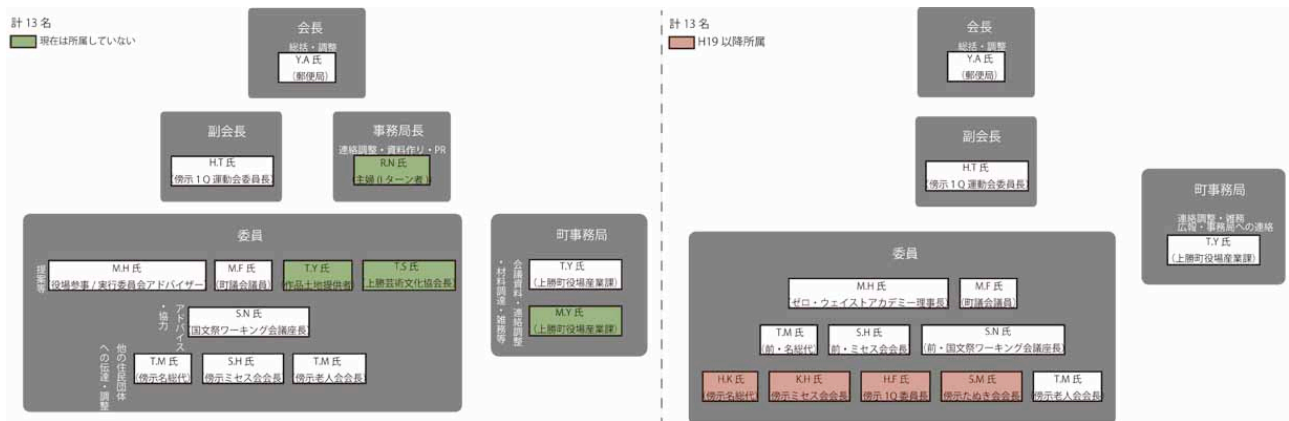 計 13 名
現在は所属していない
会長
総括・調整
Y.A 氏
（郵便局）
副会長
H.T 氏
（傍示１Ｑ運動会委員長）
事務局長
連絡調整・資料作り・PR
R.N 氏
（主婦（Iターン者））
委員
提案等
M.H 氏
（役場参事 / 実行委員会アドバイザー）
M.F 氏
（町議会議員）
T.Y 氏
（作品土地提供者）
T.S 氏
（上勝芸術文化協会長）
アドバイス
・協力
S.N 氏
（国文祭ワーキング会議座長）
他の住民団体
への伝達・調整
T.M 氏
（傍示名総代）
S.H 氏
（傍示ミセス会会長）
T.M 氏
（傍示老人会会長）
町事務局
会議資料・連絡調整
・材料調達・雑務等
T.Y 氏
（上勝町役場産業課）
M.Y 氏
（上勝町役場産業課）
計 13 名
H19 以降所属
会長
総括・調整
Y.A 氏
（郵便局）
副会長
H.T 氏
（傍示１Ｑ運動会委員長）
町事務局
連絡調整・雑務
広報・事務局への連絡
T.Y 氏
（上勝町役場産業課）
委員
M.H 氏
（ゼロ・ウェイストアカデミー理事長）
M.F 氏
（町議会議員）
T.M 氏
（前・名総代）
S.H 氏
（前・ミセス会会長）
S.N 氏
（前・国文祭ワーキング会議座長）
H.K 氏
（傍示名総代）
K.H 氏
（傍示ミセス会会長）
H.F 氏
（傍示 1Q 委員長）
S.M 氏
（傍示たぬき会会長）
T.M 氏
（傍示老人会会長）